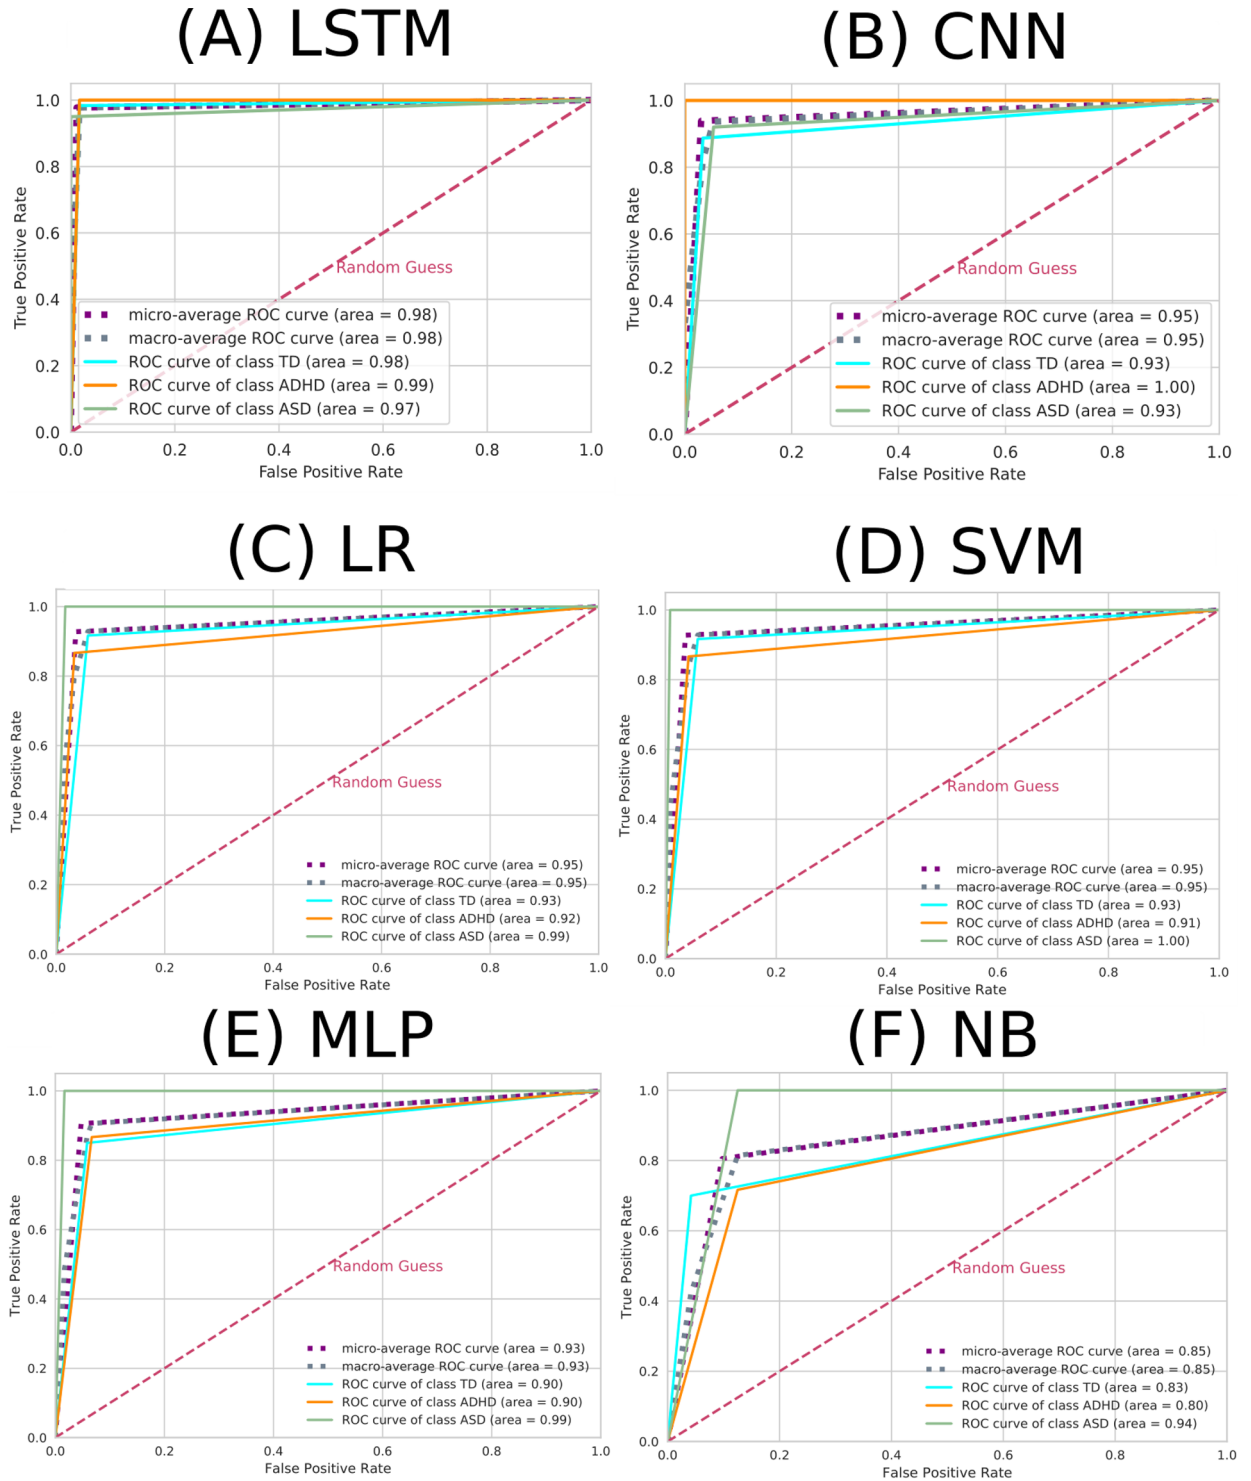 (A) LSTM
1.0
0.8
0.6
0.4
0.2
0.0
True Positive Rate
Random Guess
micro-average ROC curve (area = 0.98)
macro-average ROC curve (area = 0.98)
ROC curve of class TD (area = 0.98)
ROC curve of class ADHD (area = 0.99)
ROC curve of class ASD (area = 0.97)
0.0 0.2 0.4 0.6 0.8 1.0
False Positive Rate
(B) CNN
1.0
0.8
0.6
0.4
0.2
0.0
True Positive Rate
Random Guess
micro-average ROC curve (area = 0.95)
macro-average ROC curve (area = 0.95)
ROC curve of class TD (area = 0.93)
ROC curve of class ADHD (area = 1.00)
ROC curve of class ASD (area = 0.93)
0.0 0.2 0.4 0.6 0.8 1.0
False Positive Rate
(C) LR
1.0
0.8
0.6
0.4
0.2
0.0
True Positive Rate
Random Guess
micro-average ROC curve (area = 0.95)
macro-average ROC curve (area = 0.95)
ROC curve of class TD (area = 0.93)
ROC curve of class ADHD (area = 0.92)
ROC curve of class ASD (area = 0.99)
0.0 0.2 0.4 0.6 0.8 1.0
False Positive Rate
(D) SVM
1.0
0.8
0.6
0.4
0.2
0.0
True Positive Rate
Random Guess
micro-average ROC curve (area = 0.95)
macro-average ROC curve (area = 0.95)
ROC curve of class TD (area = 0.93)
ROC curve of class ADHD (area = 0.91)
ROC curve of class ASD (area = 1.00)
0.0 0.2 0.4 0.6 0.8 1.0
False Positive Rate
(E) MLP
1.0
0.8
0.6
0.4
0.2
0.0
True Positive Rate
Random Guess
micro-average ROC curve (area = 0.93)
macro-average ROC curve (area = 0.93)
ROC curve of class TD (area = 0.90)
ROC curve of class ADHD (area = 0.90)
ROC curve of class ASD (area = 0.99)
0.0 0.2 0.4 0.6 0.8 1.0
False Positive Rate
(F) NB
1.0
0.8
0.6
0.4
0.2
0.0
True Positive Rate
Random Guess
micro-average ROC curve (area = 0.85)
macro-average ROC curve (area = 0.85)
ROC curve of class TD (area = 0.83)
ROC curve of class ADHD (area = 0.80)
ROC curve of class ASD (area = 0.94)
0.0 0.2 0.4 0.6 0.8 1.0
False Positive Rate